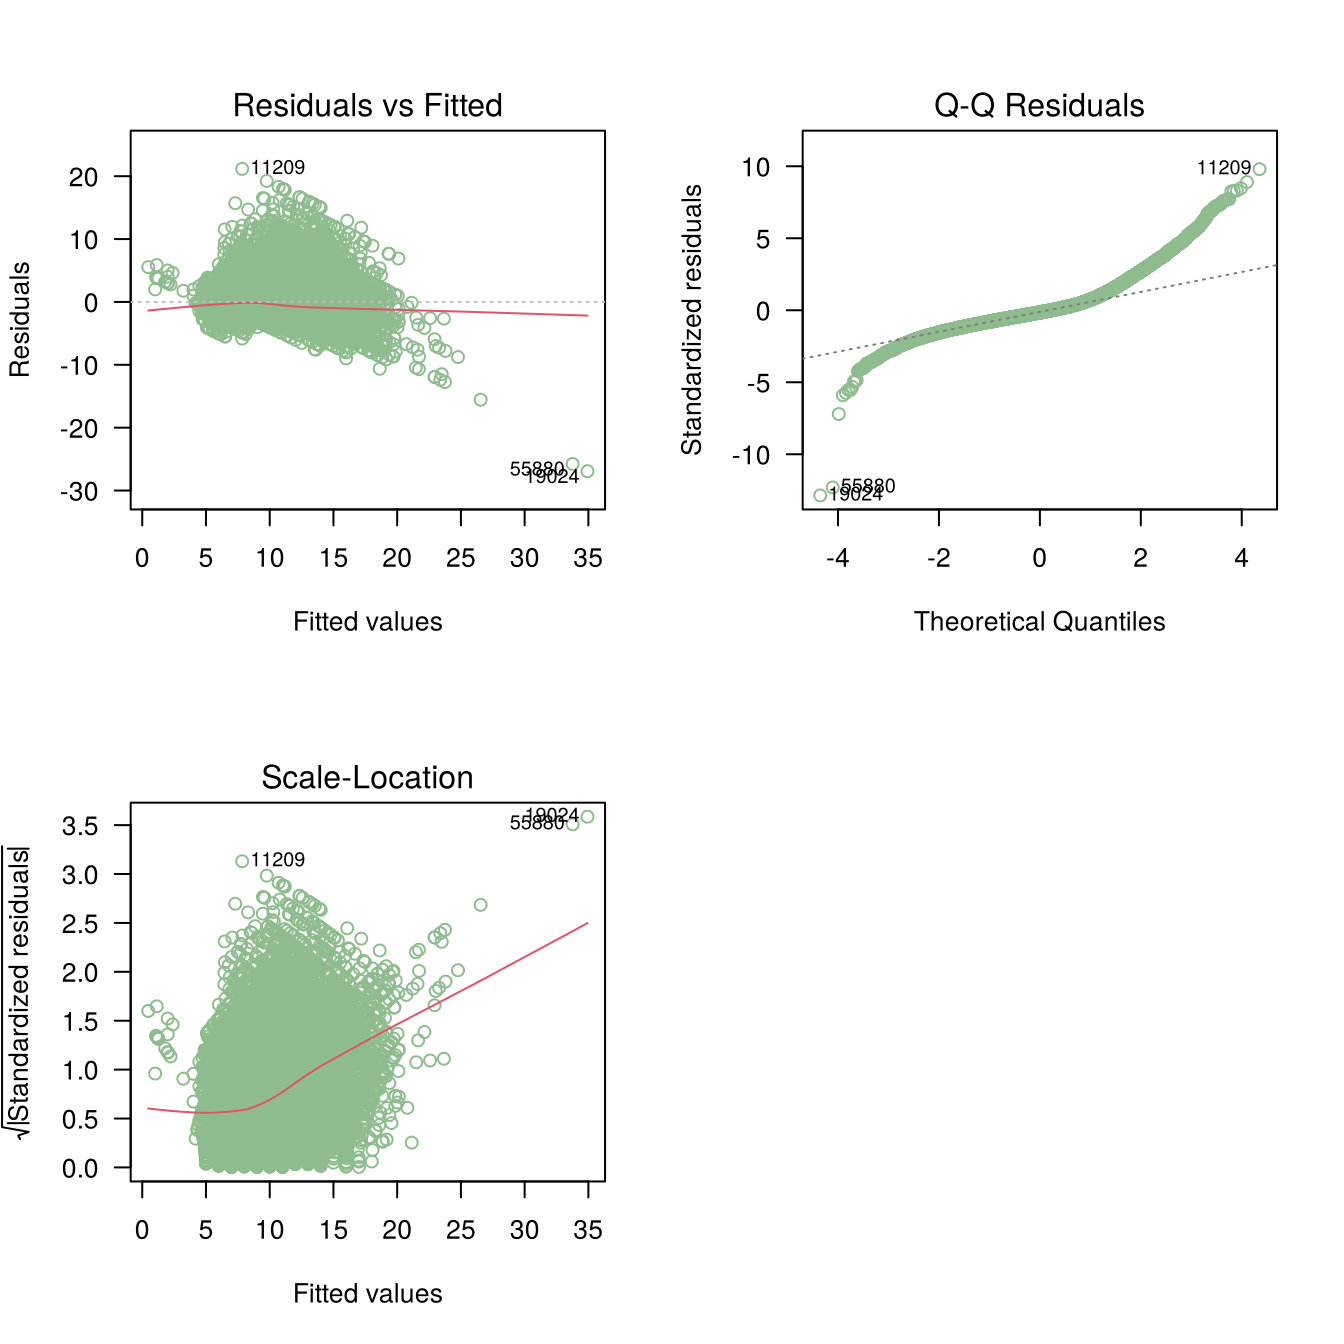 Residuals vs Fitted
Residuals
20
10
0
-10
-20
-30
11209
55880
19024
0 5 10 15 20 25 30 35
Fitted values
Q-Q Residuals
Standardized residuals
10
5
0
-5
-10
11209
55880
19024
-4 -2 0 2 4
Theoretical Quantiles
Scale-Location
√|Standardized residuals|
3.5
3.0
2.5
2.0
1.5
1.0
0.5
0.0
19024
55880
11209
0 5 10 15 20 25 30 35
Fitted values